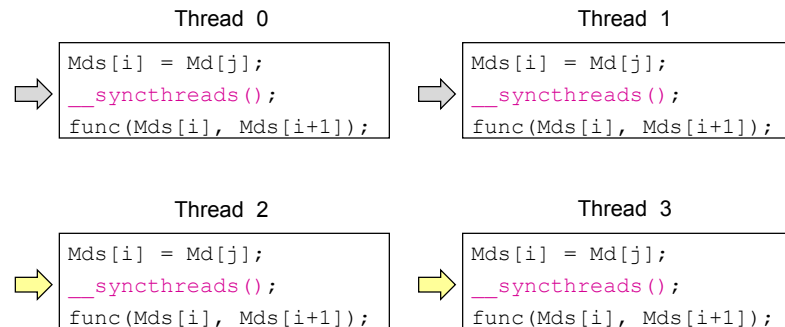 Thread 0
Thread 1
Mds[i] = Md[j];
__syncthreads();
func(Mds[i], Mds[i+1]);
Mds[i] = Md[j];
__syncthreads();
func(Mds[i], Mds[i+1]);
Thread 2
Thread 3
Mds[i] = Md[j];
__syncthreads();
func(Mds[i], Mds[i+1]);
Mds[i] = Md[j];
__syncthreads();
func(Mds[i], Mds[i+1]);